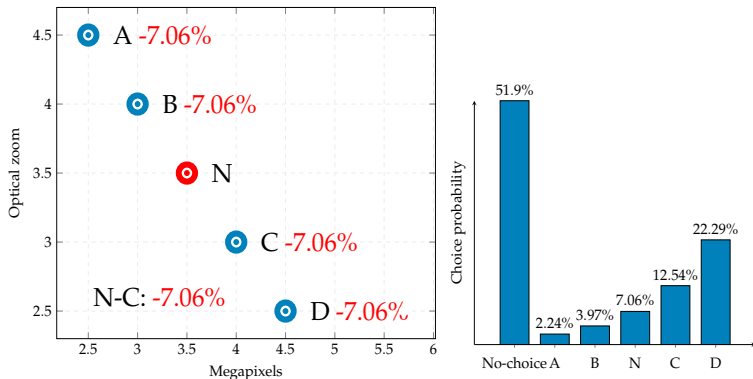 4.5
4
3.5
3
2.5
Optical zoom
A -7.06%
B -7.06%
N
C -7.06%
N-C: -7.06%
D -7.06%
2.5 3 3.5 4 4.5 5 5.5 6
Megapixels
Choice probability
51.9%
2.24%
3.97%
7.06%
12.54%
22.29%
No-choice A B N C D